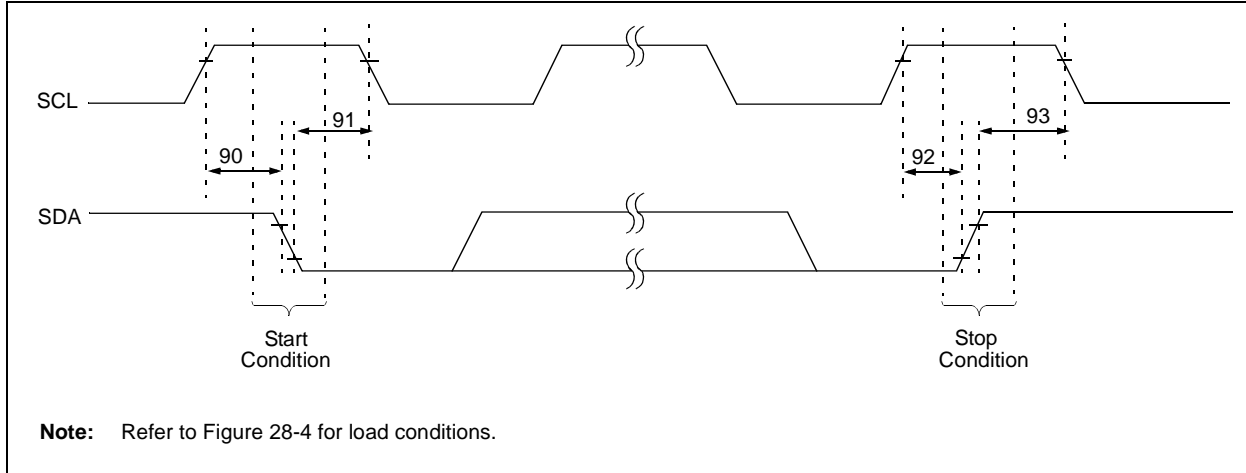 SCL
91
93
90
92
SDA
Start
Condition
Stop
Condition
Note: Refer to Figure 28-4 for load conditions.